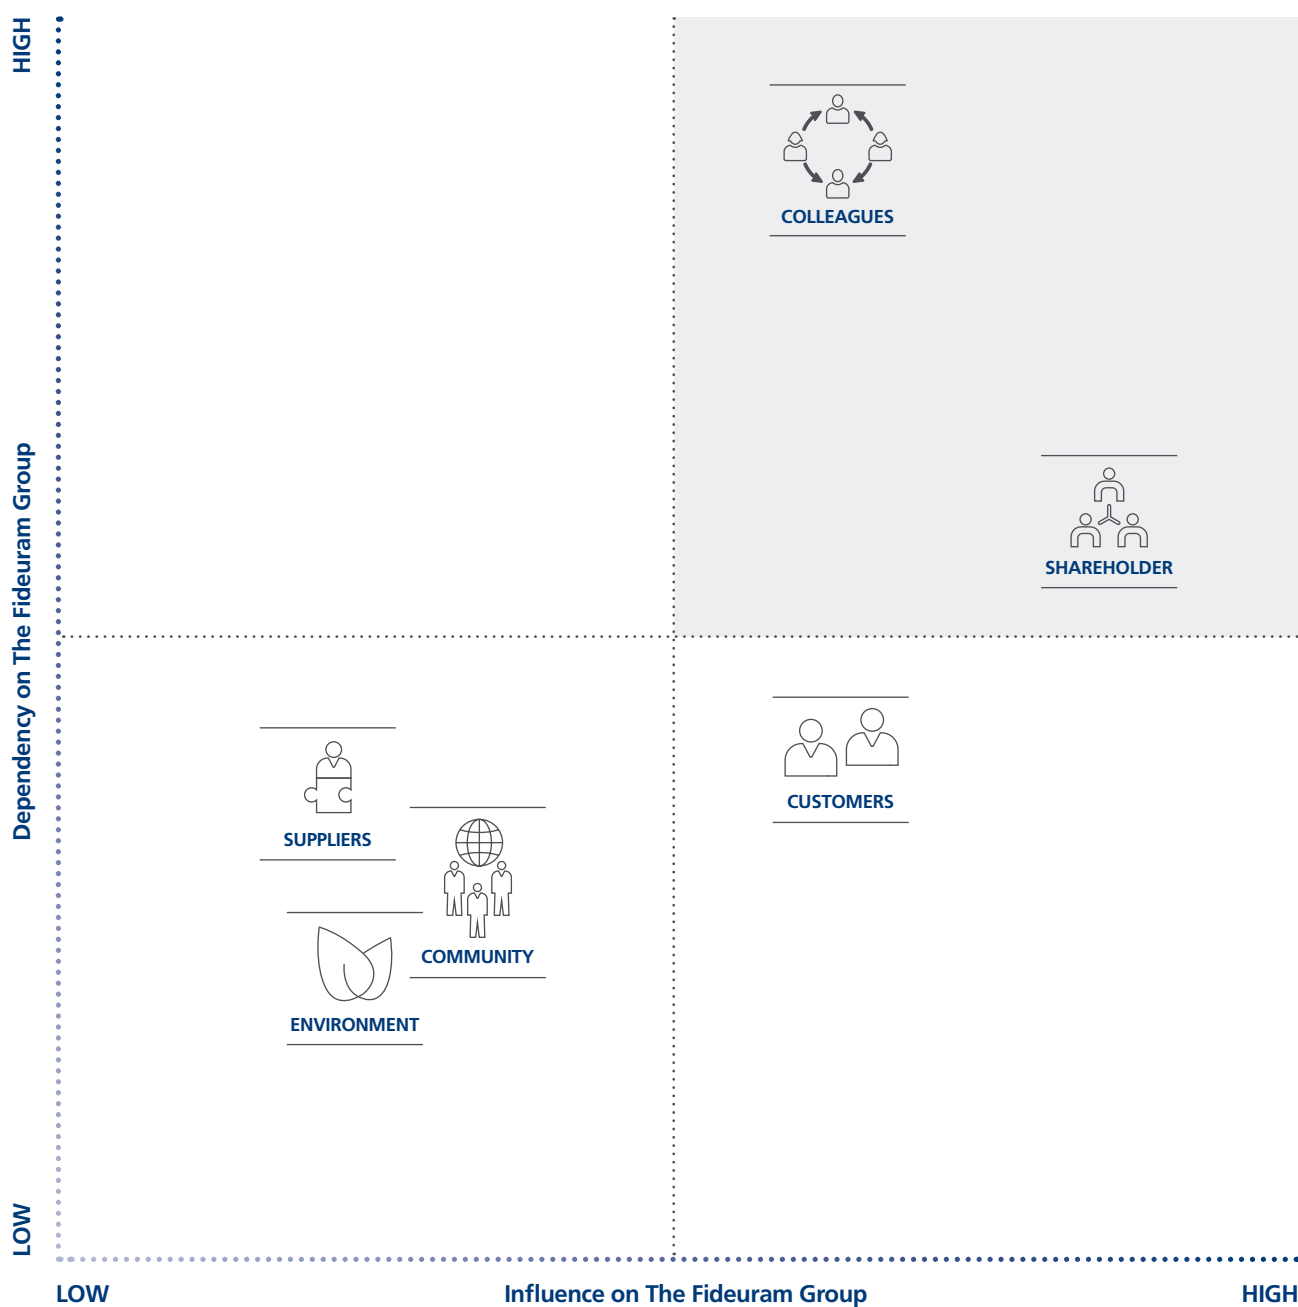 HIGH
COLLEAGUES
SHAREHOLDER
Dependency on The Fideuram Group
CUSTOMERS
SUPPLIERS
COMMUNITY
ENVIRONMENT
LOW
LOW
Influence on The Fideuram Group
HIGH